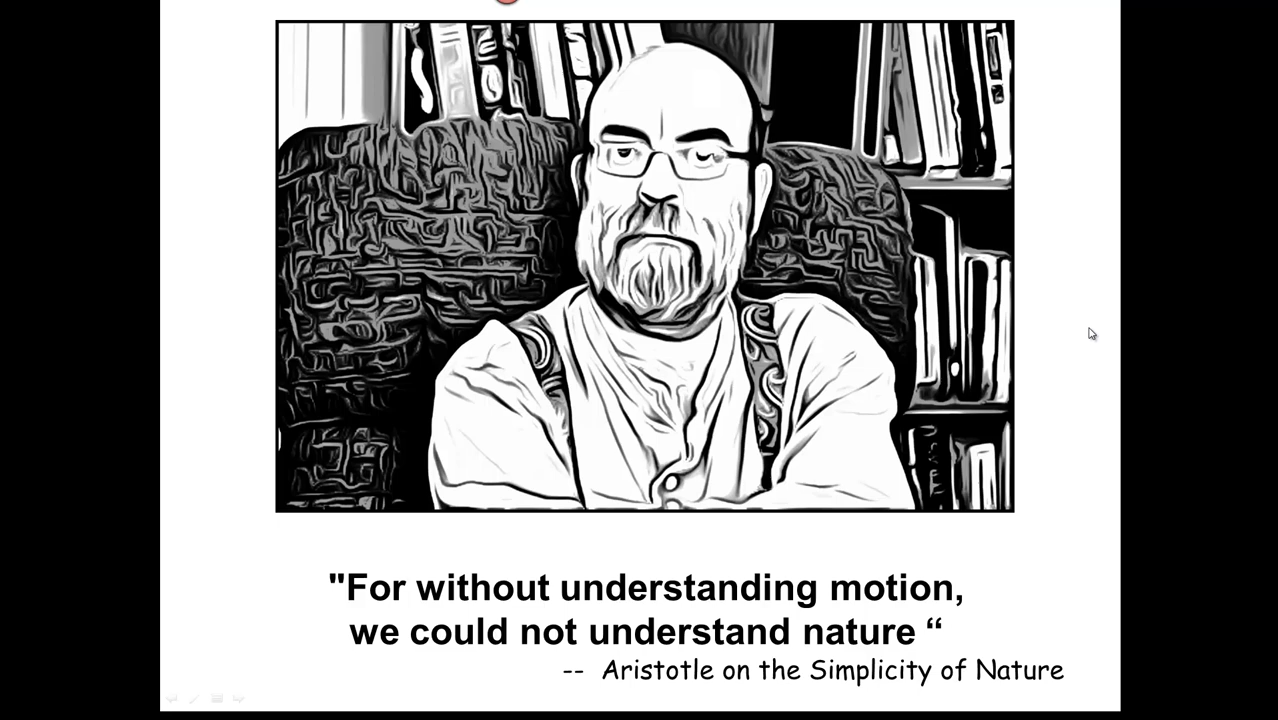 "For without understanding motion,
we could not understand nature “
-- Aristotle on the Simplicity of Nature